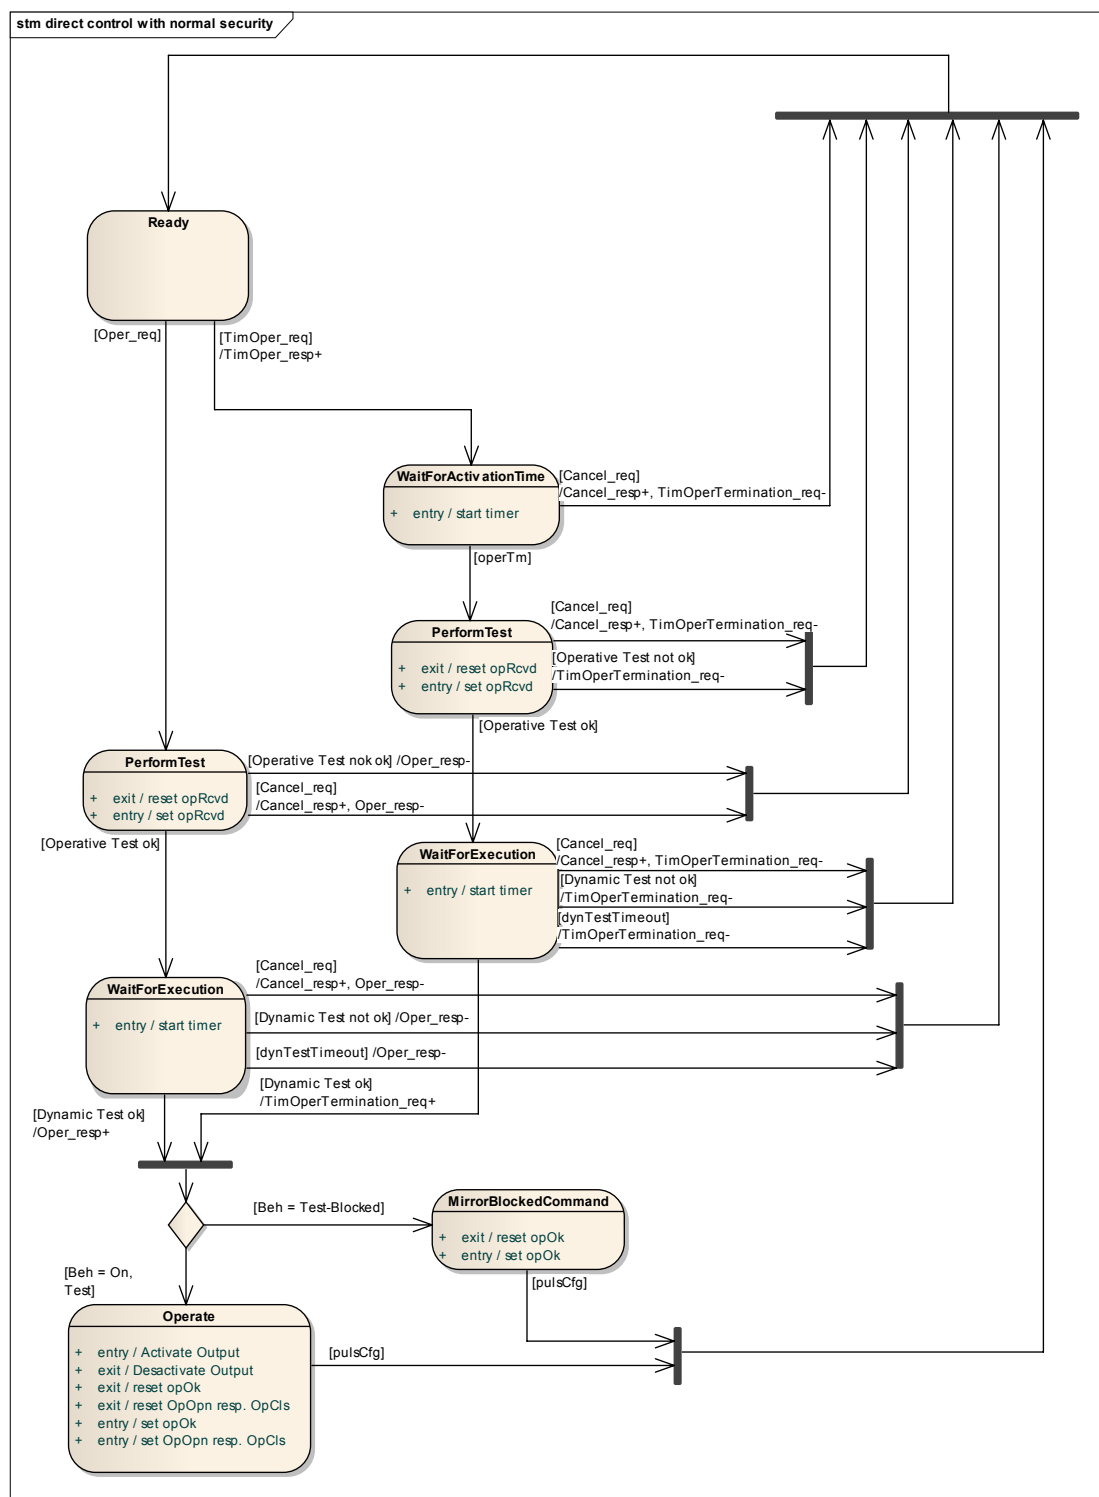 stm direct control with normal security
Ready
[Oper_req]
[TimOper_req]
/TimOper_resp+
WaitForActivationTime
+ entry / start timer
[Cancel_req]
/Cancel_resp+, TimOperTermination_req-
[operTm]
PerformTest
+ exit / reset opRcvd
+ entry / set opRcvd
[Cancel_req]
/Cancel_resp+, TimOperTermination_req-
[Operative Test not ok]
/TimOperTermination_req-
[Operative Test ok]
PerformTest
+ exit / reset opRcvd
+ entry / set opRcvd
[Operative Test nok ok] /Oper_resp-
[Cancel_req]
/Cancel_resp+, Oper_resp-
[Operative Test ok]
WaitForExecution
+ entry / start timer
[Cancel_req]
/Cancel_resp+, TimOperTermination_req-
[Dynamic Test not ok]
/TimOperTermination_req-
[dynTestTimeout]
/TimOperTermination_req-
WaitForExecution
+ entry / start timer
[Cancel_req]
/Cancel_resp+, Oper_resp-
[Dynamic Test not ok] /Oper_resp-
[dynTestTimeout] /Oper_resp-
[Dynamic Test ok]
/TimOperTermination_req+
[Dynamic Test ok]
/Oper_resp+
[Beh = Test-Blocked]
MirrorBlockedCommand
+ exit / reset opOk
+ entry / set opOk
[pulsCfg]
[Beh = On,
Test]
Operate
+ entry / Activate Output
+ exit / Desactivate Output
+ exit / reset opOk
+ exit / reset OpOpn resp. OpCls
+ entry / set opOk
+ entry / set OpOpn resp. OpCls
[pulsCfg]